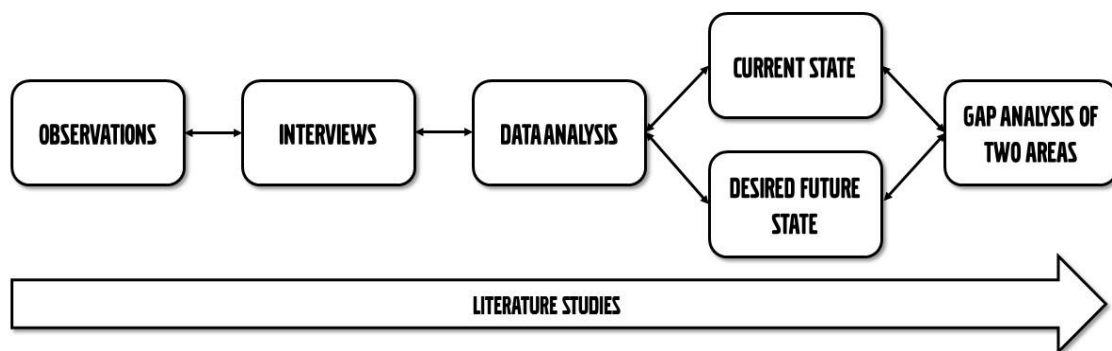 OBSERVATIONS
INTERVIEWS
DATA ANALYSIS
CURRENT STATE
DESIRED FUTURE
STATE
GAP ANALYSIS OF
TWO AREAS
LITERATURE STUDIES